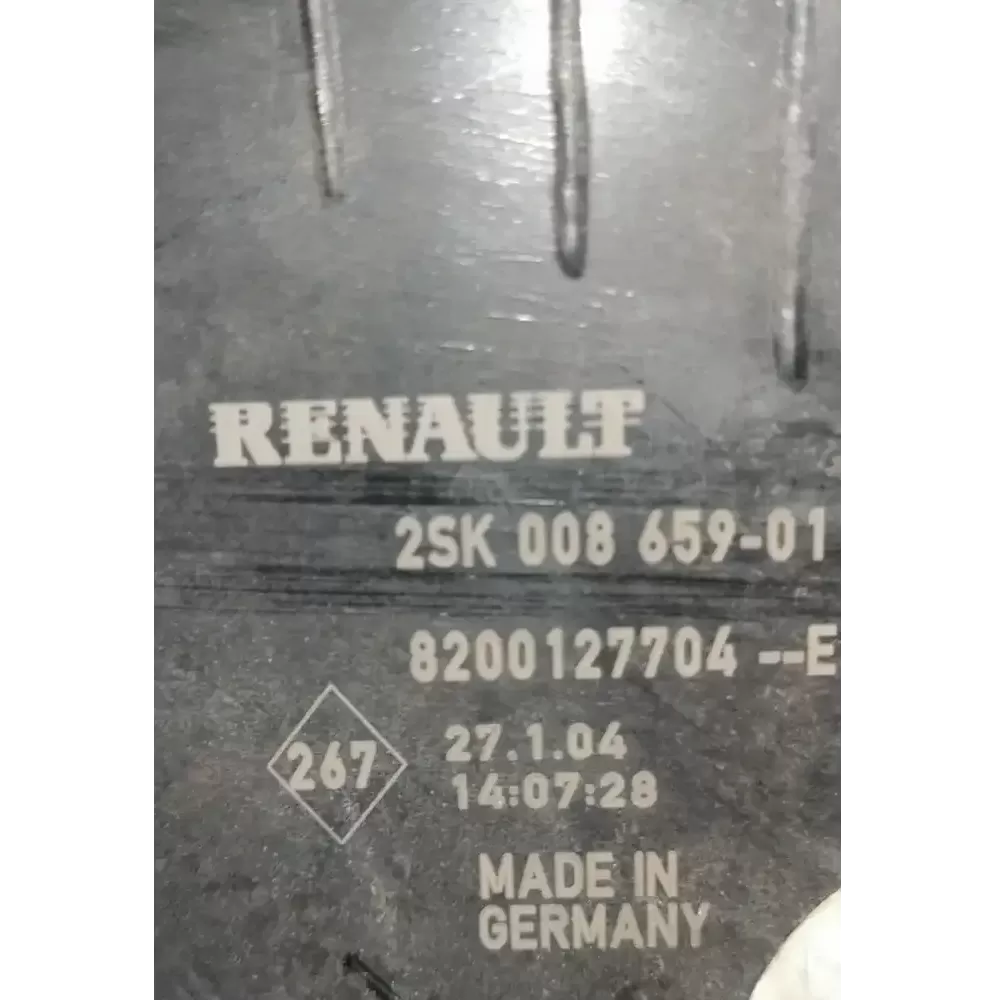 RENAULT
2SK 008 659-01
8200127704 --E
267
27.1.04
14:07:28
MADE IN
GERMANY